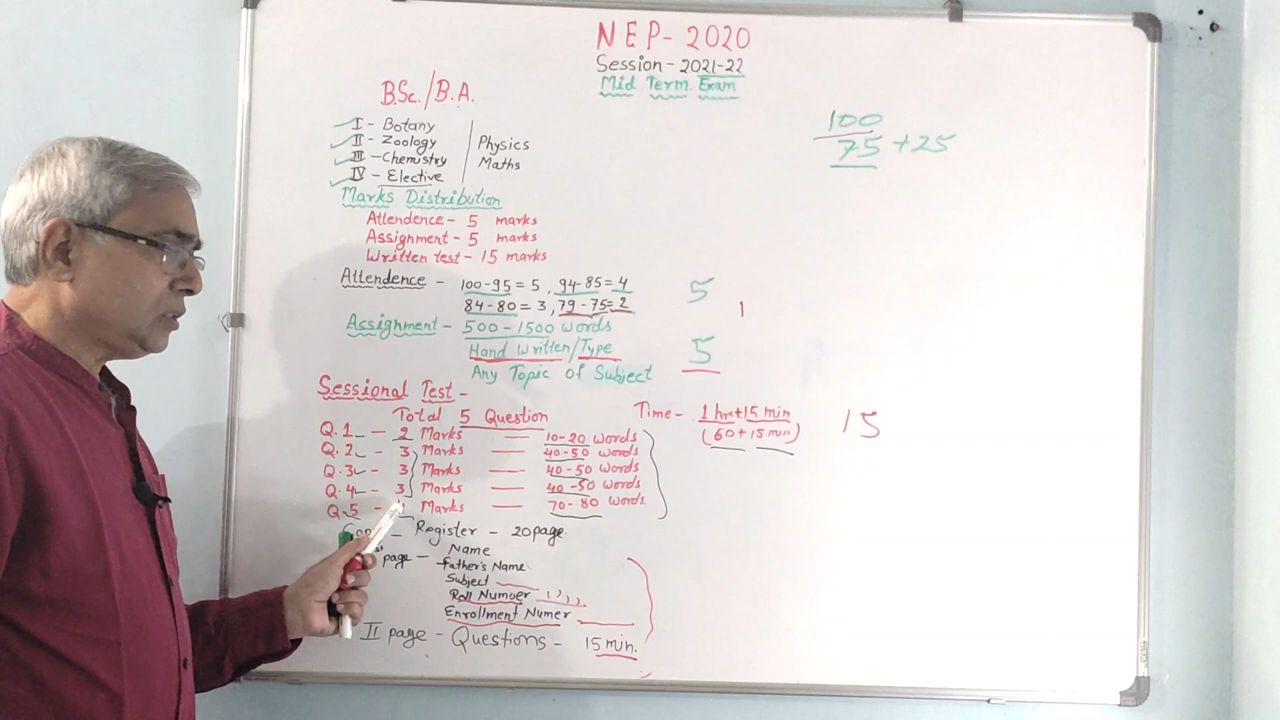 NEP-2020
Session-2021-22
Mid Term Exam
BSc./B.A.
I - Botany
II - Zoology
III -Chemistry
IV - Elective
Physics
Maths
100
75 +25
Marks Distribution
Attendence- 5 marks
Assignment- 5 marks
Written test- 15 marks
Attendence - 100-95=5, 94-85=4
84-80=3, 79-75=2
5
1
Assignment- 500-1500 words
Hand Written/Type
5
Any Topic of Subject
Sessional Test-
Total 5 Question
Time- 1 hr+15 min
(60+15 min)
15
Q.1 - 2 Marks — 10-20 words
Q.2 - 3 Marks — 40-50 words
Q.3 - 3 Marks — 40-50 words
Q.4 - 3 Marks — 40-50 words
Q.5 - Marks — 70-80 words
- Register - 20page
page - Name
Father's Name
Subject
Roll Number
Enrollment Numer
II page - Questions - 15min.